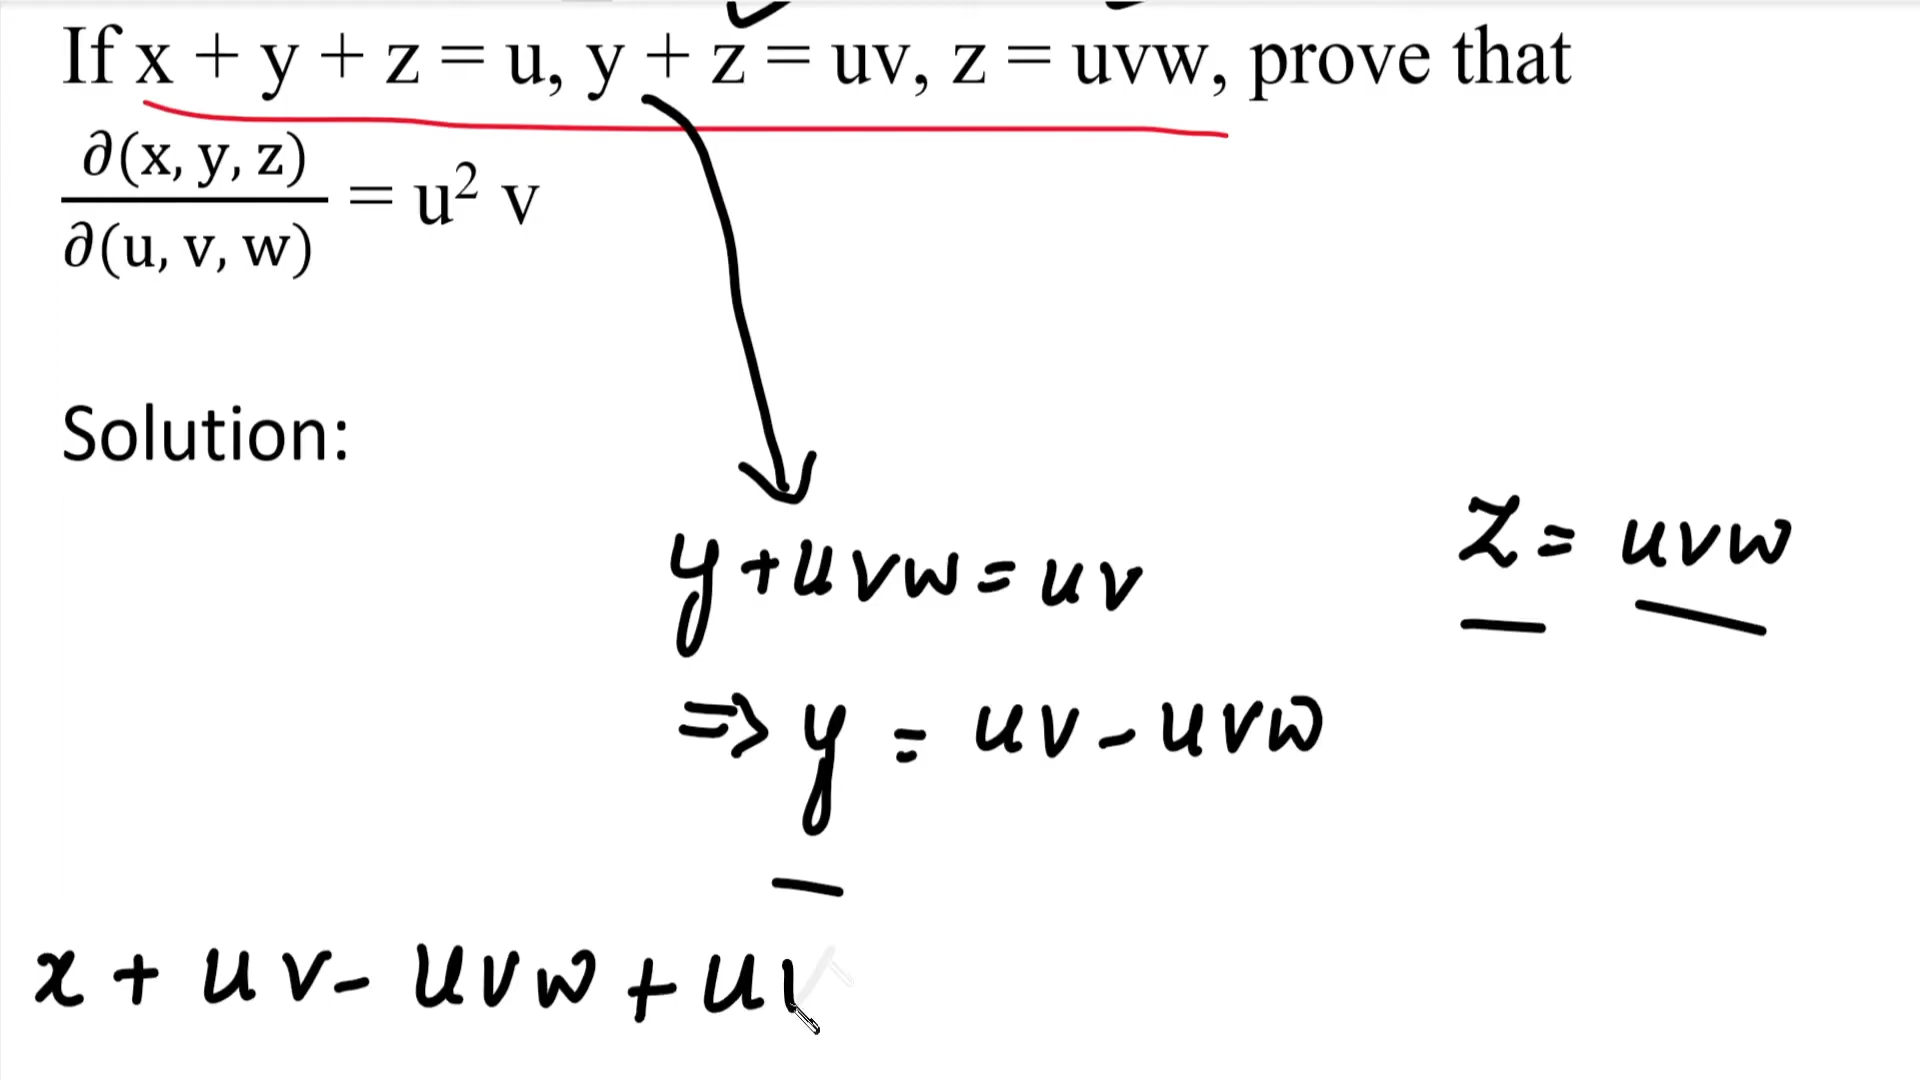 If x + y + z = u, y + z = uv, z = uvw, prove that
∂(x, y, z)
∂(u, v, w)
= u² v
Solution:
y + uvw = uv
z = uvw
⇒ y = uv - uvw
x + uv - uvw + u